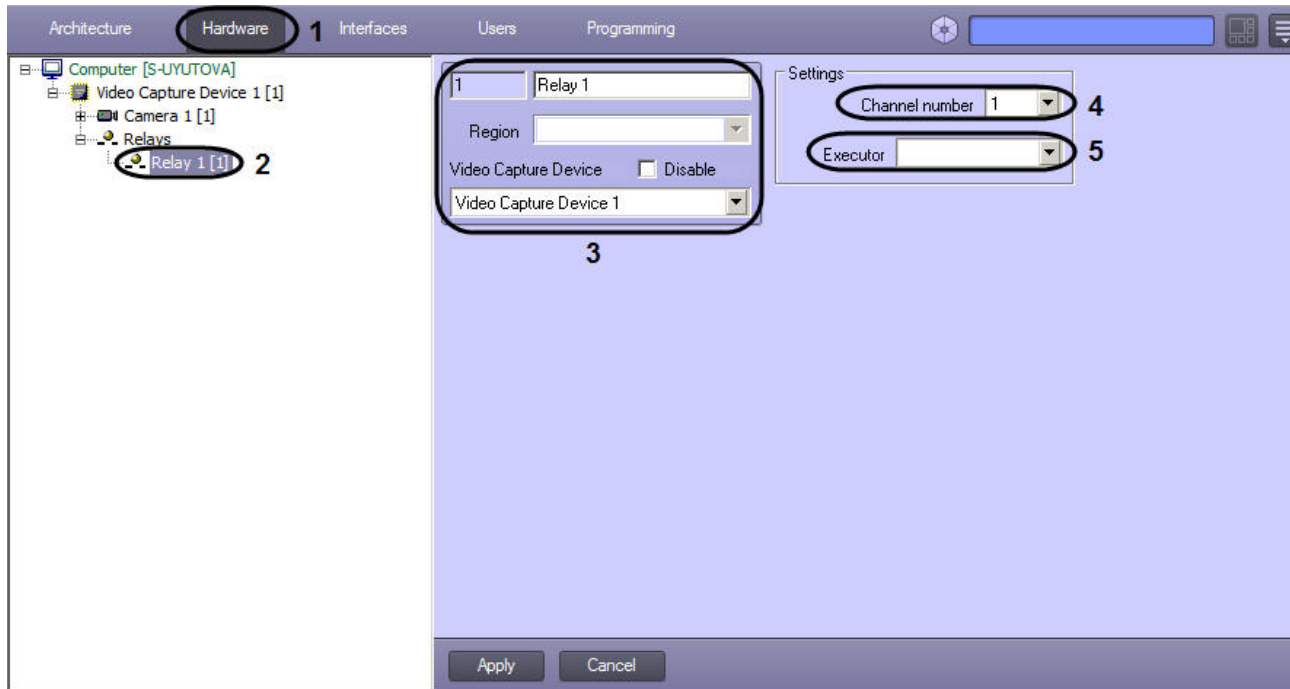 Architecture Hardware 1 Interfaces Users Programming
Computer [S-UYUTOVA]
Video Capture Device 1 [1]
Camera 1 [1]
Relays
Relay 1 [1] 2
1 Relay 1
Region
Video Capture Device Disable
Video Capture Device 1
3
Settings
Channel number 1 4
Executor 5
Apply Cancel